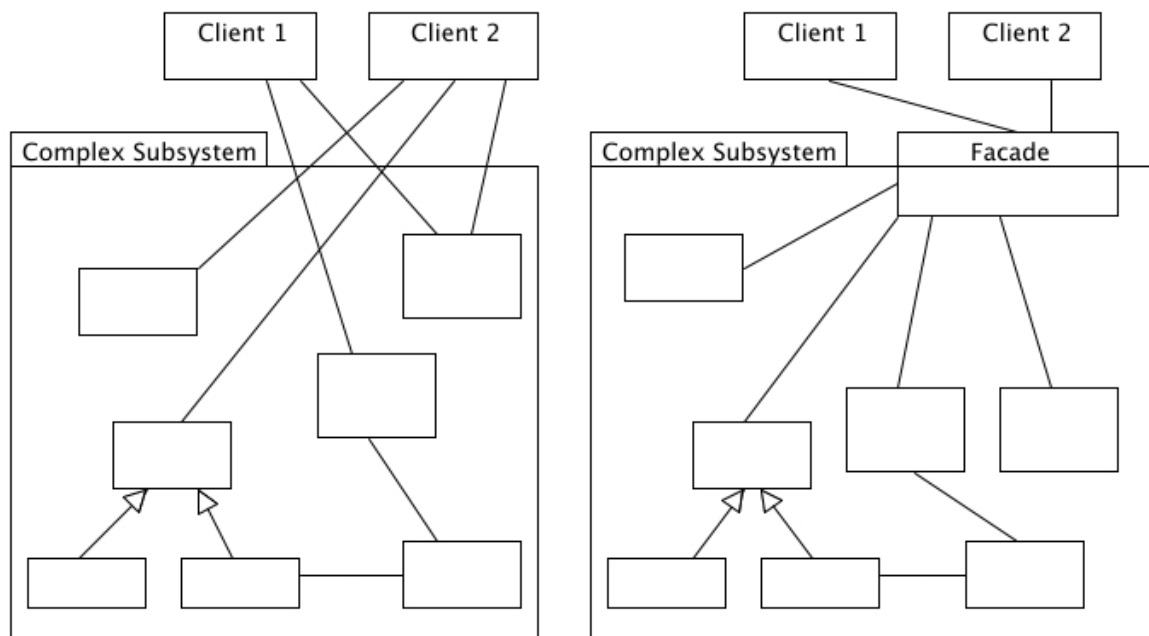 Client 1
Client 2
Complex Subsystem
Client 1
Client 2
Complex Subsystem
Facade